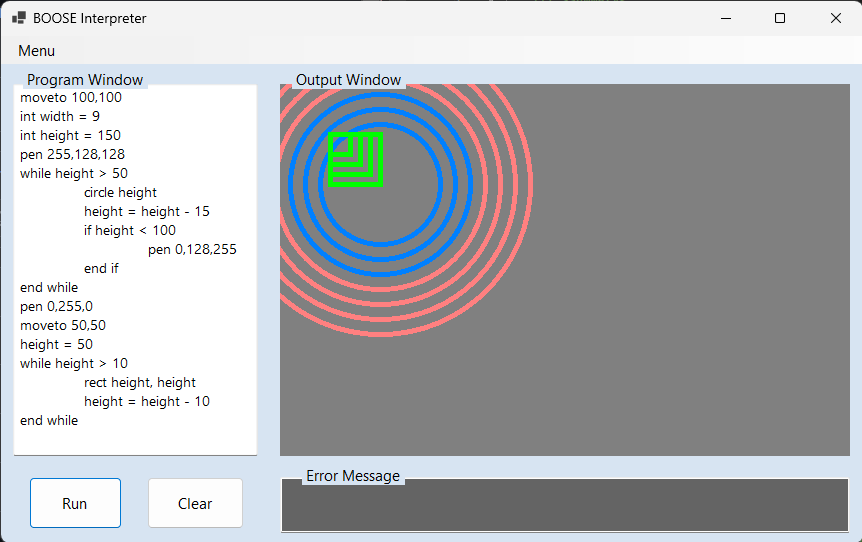 BOOSE Interpreter
Menu
Program Window
moveto 100,100
int width = 9
int height = 150
pen 255,128,128
while height > 50
circle height
height = height - 15
if height < 100
pen 0,128,255
end if
end while
pen 0,255,0
moveto 50,50
height = 50
while height > 10
rect height, height
height = height - 10
end while
Output Window
Error Message
Run
Clear